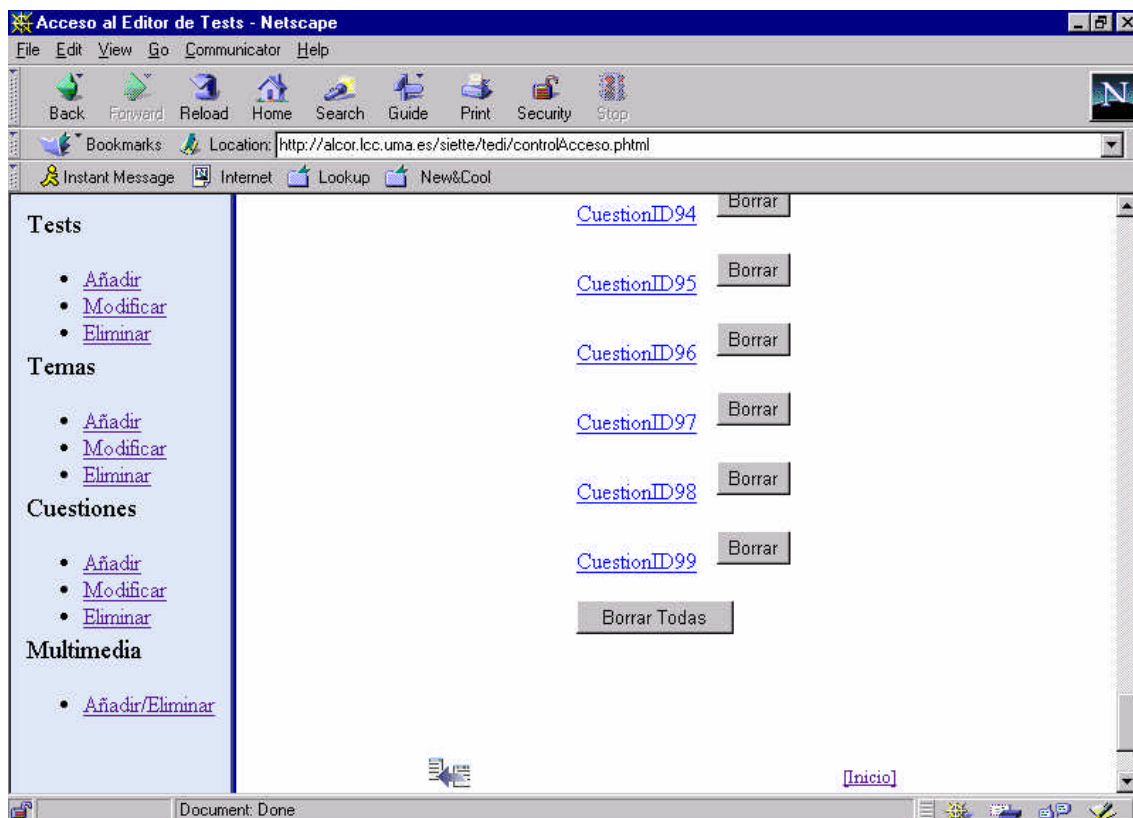 Acceso al Editor de Tests - Netscape
File Edit View Go Communicator Help
Back Forward Reload Home Search Guide Print Security Stop
N
Bookmarks Location: http://alcor.lcc.uma.es/siette/tedi/controlAcceso.phtml
Instant Message Internet Lookup New&Cool
Tests
Añadir
Modificar
Eliminar
Temas
Añadir
Modificar
Eliminar
Cuestiones
Añadir
Modificar
Eliminar
Multimedia
Añadir/Eliminar
CuestionID94 Borrar
CuestionID95 Borrar
CuestionID96 Borrar
CuestionID97 Borrar
CuestionID98 Borrar
CuestionID99 Borrar
Borrar Todas
[Inicio]
Document: Done